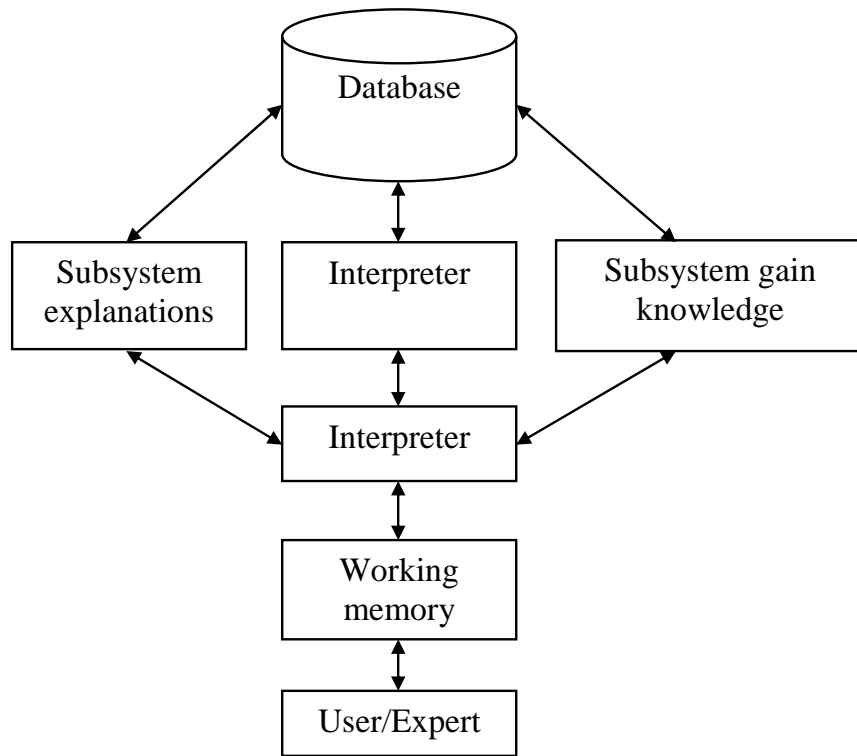 Database
Subsystem
explanations
Interpreter
Subsystem gain
knowledge
Interpreter
Working
memory
User/Expert